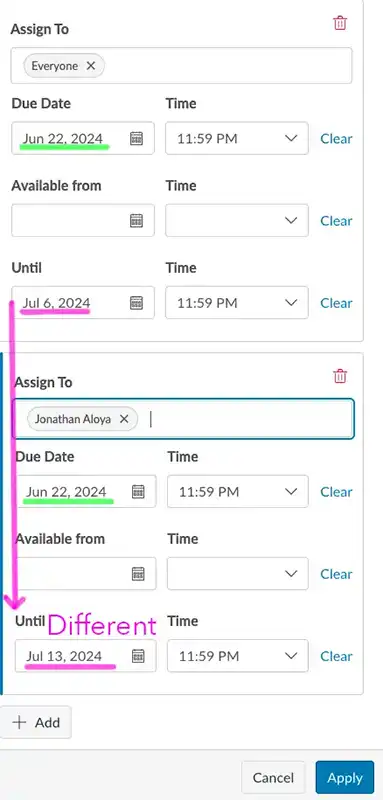 Assign To
Everyone
Due Date Time
Jun 22, 2024 11:59 PM Clear
Available from Time
Clear
Until Time
Jul 6, 2024 11:59 PM Clear
Assign To
Jonathan Aloya
Due Date Time
Jun 22, 2024 11:59 PM Clear
Available from Time
Clear
Until Different Time
Jul 13, 2024 11:59 PM Clear
+ Add
Cancel Apply